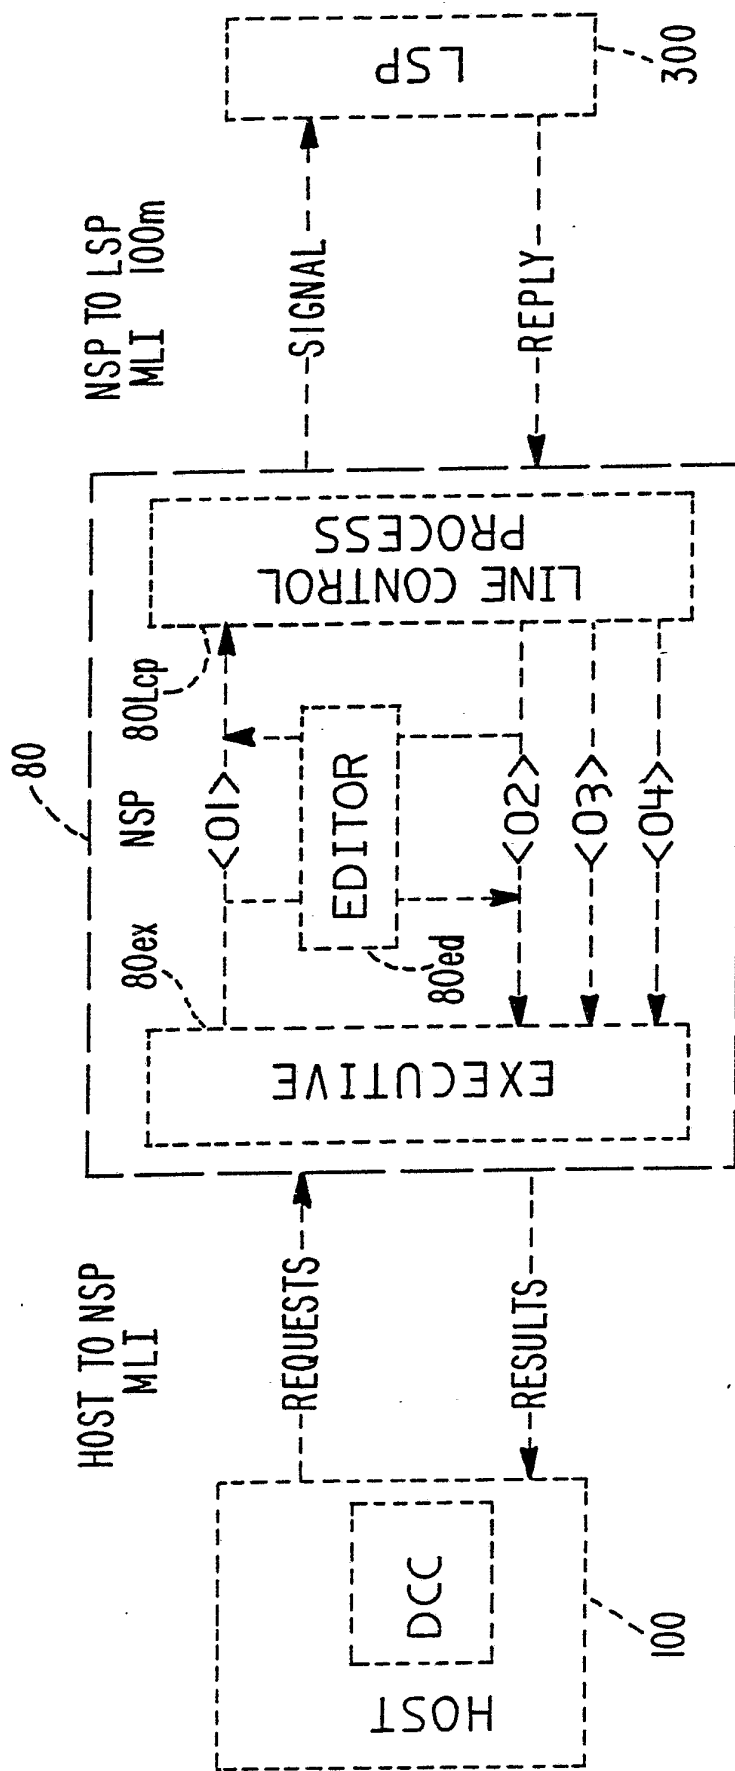 HOST TO NSP
MLI
HOST
DCC
100
REQUESTS
RESULTS
80
NSP
80ex
EXECUTIVE
<01>
EDITOR
80ed
<02>
<03>
<04>
80Lcp
LINE CONTROL
PROCESS
NSP TO LSP
MLI 100m
SIGNAL
REPLY
LSP
300